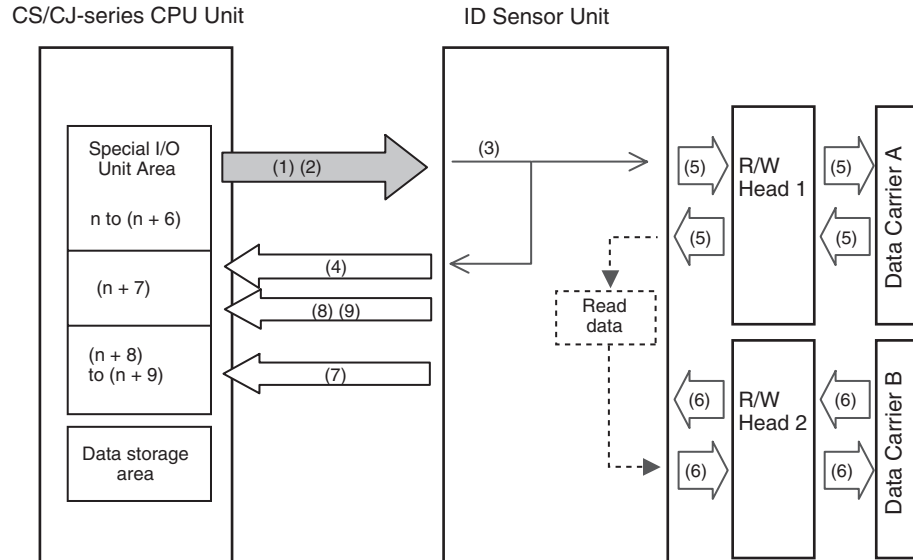 CS/CJ-series CPU Unit
ID Sensor Unit
Special I/O
Unit Area
n to (n + 6)
(n + 7)
(n + 8)
to (n + 9)
Data storage
area
(1) (2)
(4)
(8) (9)
(7)
(3)
Read
data
(5)
(5)
R/W
Head 1
(5)
(5)
Data Carrier A
(6)
(6)
R/W
Head 2
(6)
(6)
Data Carrier B